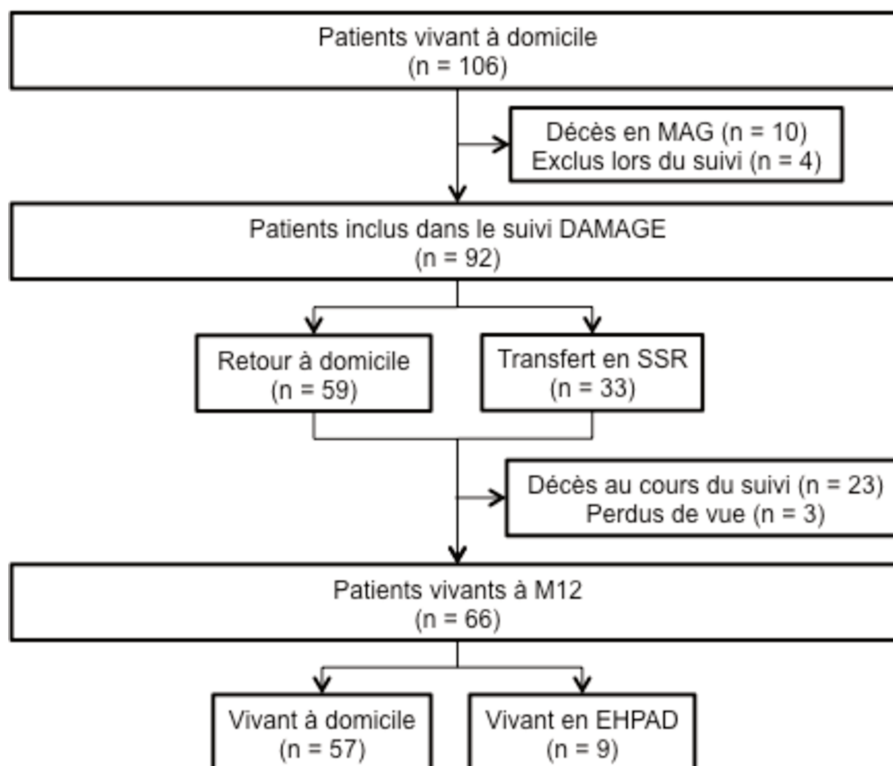 Patients vivant à domicile
(n = 106)
Décès en MAG (n = 10)
Exclus lors du suivi (n = 4)
Patients inclus dans le suivi DAMAGE
(n = 92)
Retour à domicile
(n = 59)
Transfert en SSR
(n = 33)
Décès au cours du suivi (n = 23)
Perdus de vue (n = 3)
Patients vivants à M12
(n = 66)
Vivant à domicile
(n = 57)
Vivant en EHPAD
(n = 9)